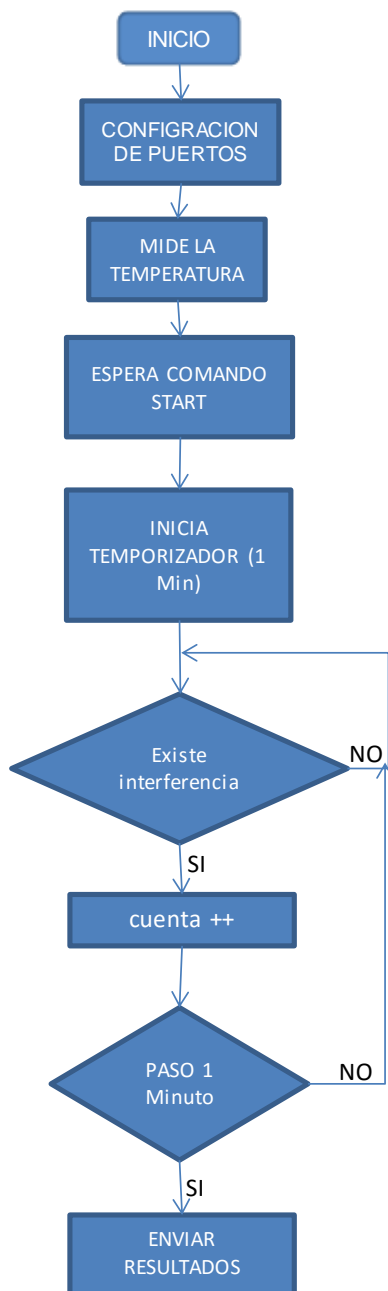 INICIO
CONFIGRACION
DE PUERTOS
MIDE LA
TEMPERATURA
ESPERA COMANDO
START
INICIA
TEMPORIZADOR (1
Min)
Existe
interferencia
NO
SI
cuenta ++
PASO 1
Minuto
NO
SI
ENVIAR
RESULTADOS